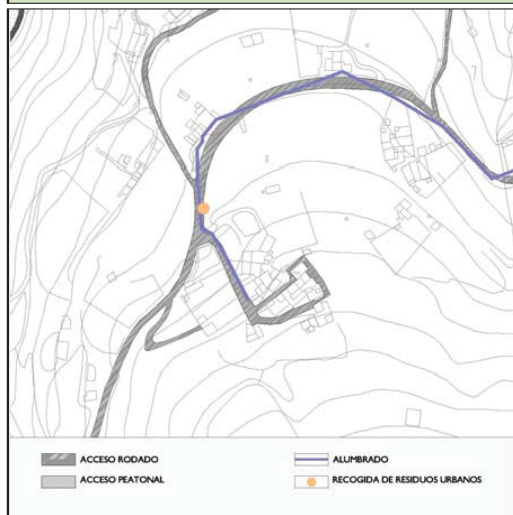 ACCESO RODADO
ACCESO PEATONAL
ALUMBRADO
RECOGIDA DE RESIDUOS URBANOS